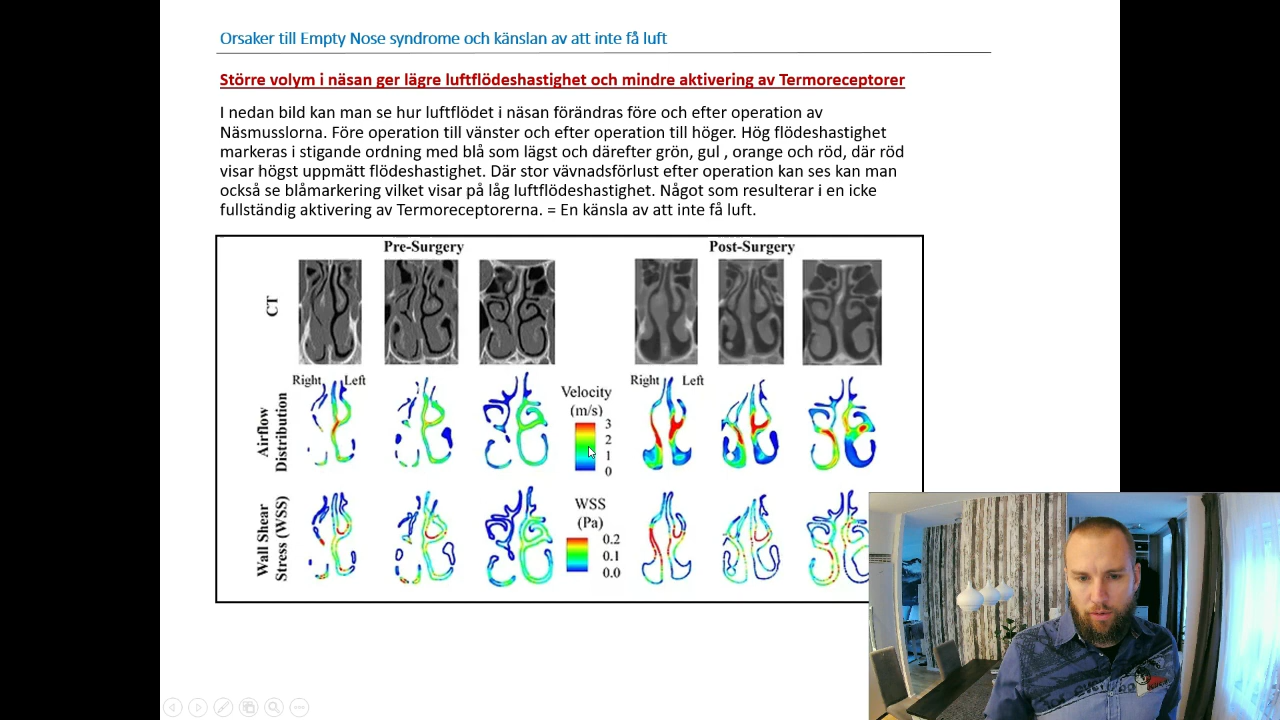 Orsaker till Empty Nose syndrome och känslan av att inte få luft
Större volym i näsan ger lägre luftflödeshastighet och mindre aktivering av Termoreceptorer
I nedan bild kan man se hur luftflödet i näsan förändras före och efter operation av
Näsmusslorna. Före operation till vänster och efter operation till höger. Hög flödeshastighet
markeras i stigande ordning med blå som lägst och därefter grön, gul , orange och röd, där röd
visar högst uppmätt flödeshastighet. Där stor vävnadsförlust efter operation kan ses kan man
också se blåmarkering vilket visar på låg luftflödeshastighet. Något som resulterar i en icke
fullständig aktivering av Termoreceptorerna. = En känsla av att inte få luft.
Pre-Surgery
Post-Surgery
CT
Right
Left
Right
Left
Airflow
Distribution
Velocity
(m/s)
3
2
1
0
Wall Shear
Stress (WSS)
WSS
(Pa)
0.2
0.1
0.0